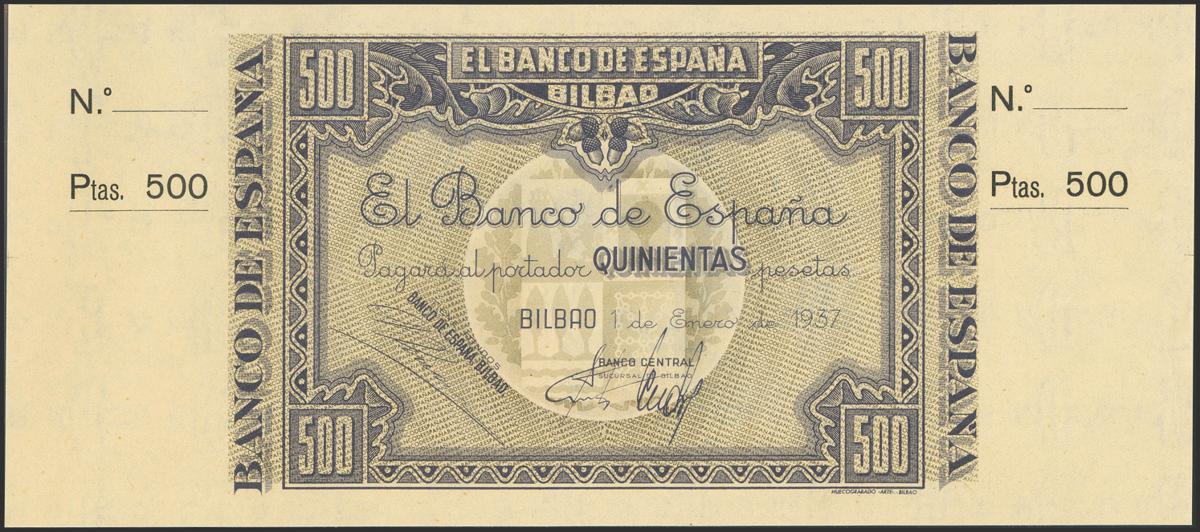 N.º
Ptas. 500
BANCO DE ESPAÑA
500
EL BANCO DE ESPAÑA
500
BILBAO
El Banco de España
Pagará al portador QUINIENTAS pesetas
BILBAO 1 de Enero de 1937
BANCO DE ESPAÑA-BILBAO
BANCO CENTRAL
SUCURSAL DE BILBAO
500
500
HUECOGRABADO -ARTE-.-BILBAO
BANCO DE ESPAÑA
N.º
Ptas. 500